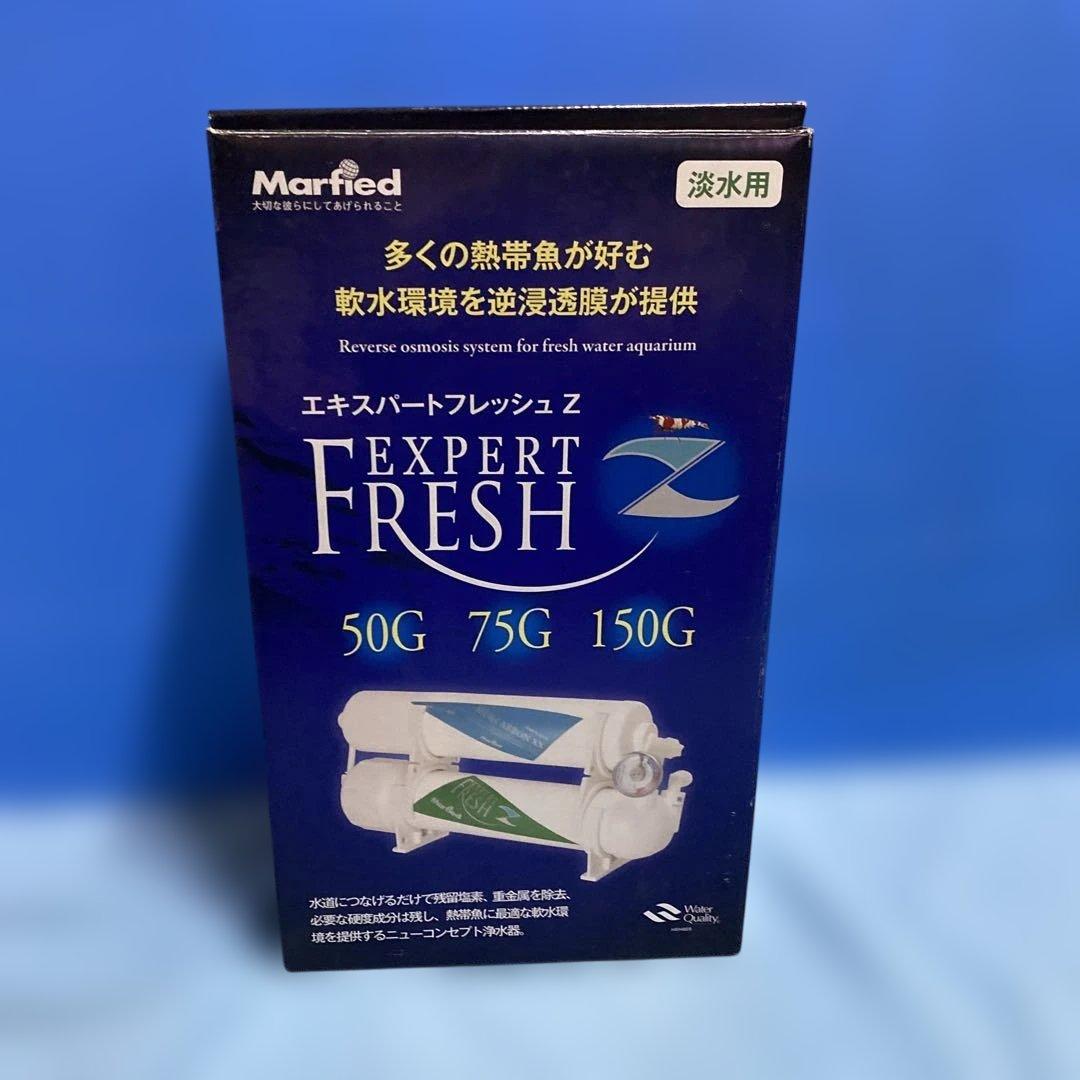 Marfied
大切な彼らにしてあげられること
淡水用
多くの熱帯魚が好む
軟水環境を逆浸透膜が提供
Reverse osmosis system for fresh water aquarium
エキスパートフレッシュ Z
EXPERT
FRESH Z
50G 75G 150G
Marfied
FRESH Z
水道につなげるだけで残留塩素、重金属を除去、
必要な硬度成分は残し、熱帯魚に最適な軟水環
境を提供するニューコンセプト浄水器。
Water
Quality
MEMBER